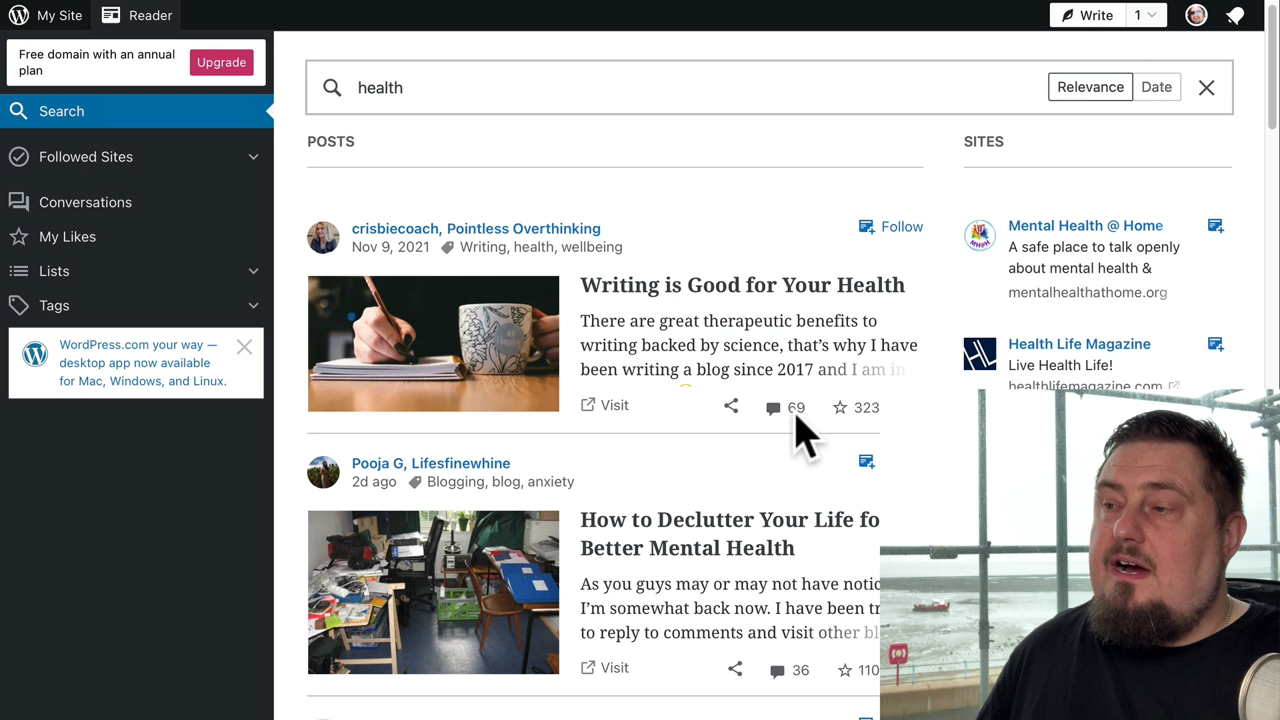 My Site
Reader
Write
1
Free domain with an annual
plan
Upgrade
Search
Followed Sites
Conversations
My Likes
Lists
Tags
WordPress.com your way —
desktop app now available
for Mac, Windows, and Linux.
health
Relevance
Date
POSTS
crisbiecoach, Pointless Overthinking
Follow
Nov 9, 2021
Writing, health, wellbeing
Writing is Good for Your Health
There are great therapeutic benefits to
writing backed by science, that's why I have
been writing a blog since 2017 and I am in
Visit
69
323
Pooja G, Lifesfinewhine
2d ago
Blogging, blog, anxiety
How to Declutter Your Life fo
Better Mental Health
As you guys may or may not have notic
I'm somewhat back now. I have been tr
to reply to comments and visit other bl
Visit
36
110
SITES
Mental Health @ Home
A safe place to talk openly
about mental health &
mentalhealthathome.org
Health Life Magazine
Live Health Life!
healthlifemagazine.com